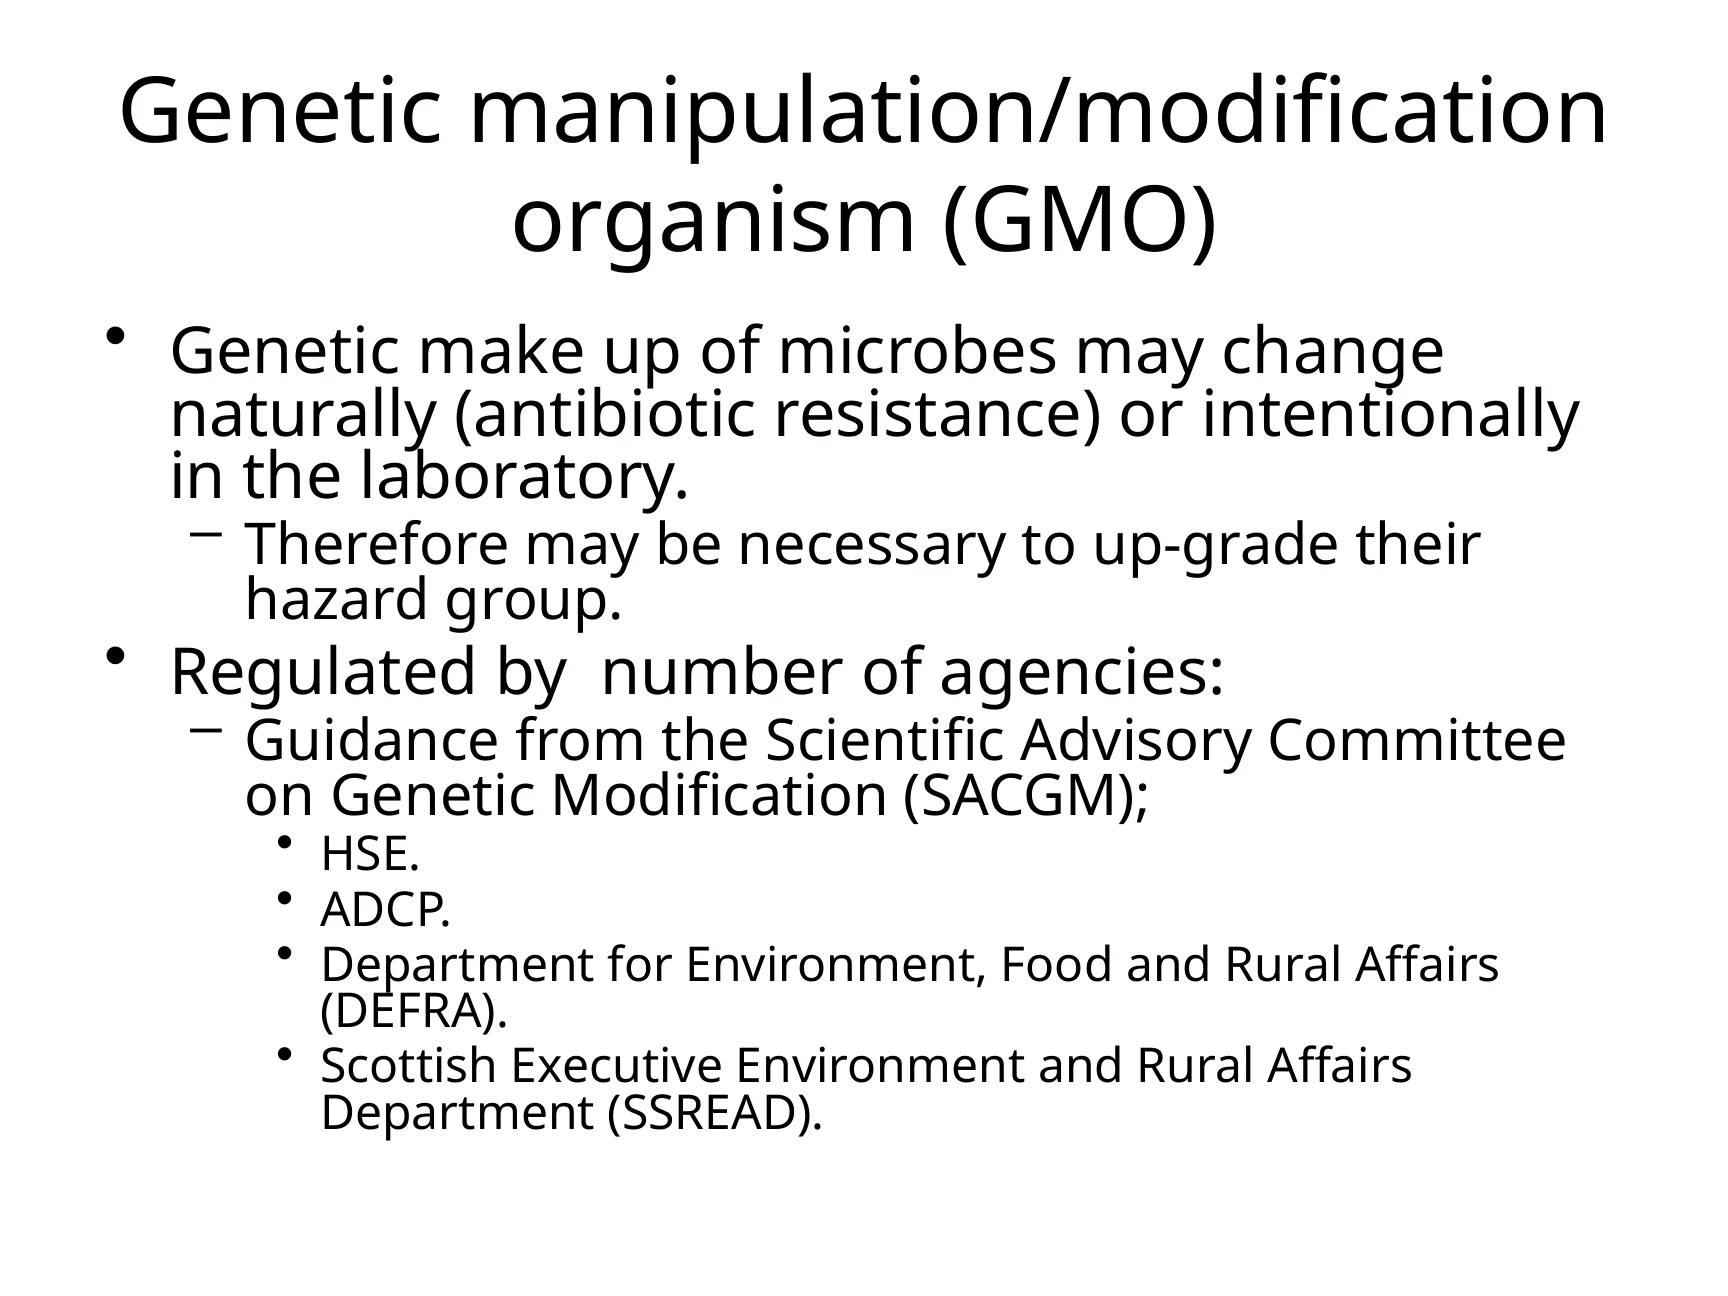 Genetic manipulation/modification
organism (GMO)
• Genetic make up of microbes may change
naturally (antibiotic resistance) or intentionally
in the laboratory.
– Therefore may be necessary to up-grade their
hazard group.
• Regulated by  number of agencies:
– Guidance from the Scientific Advisory Committee
on Genetic Modification (SACGM);
• HSE.
• ADCP.
• Department for Environment, Food and Rural Affairs
(DEFRA).
• Scottish Executive Environment and Rural Affairs
Department (SSREAD).